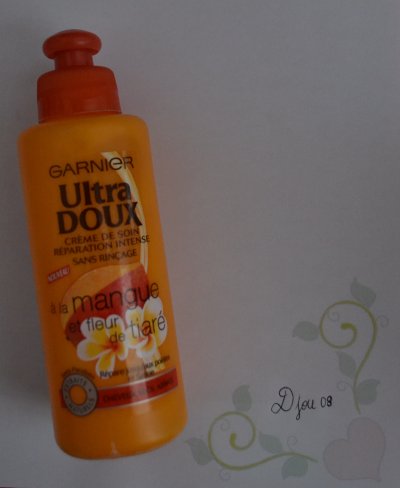 GARNIER
Ultra
DOUX
CRÈME DE SOIN
RÉPARATION INTENSE
SANS RINÇAGE
NOUVEAU
à la mangue
et fleur
de tiaré
Djou 08